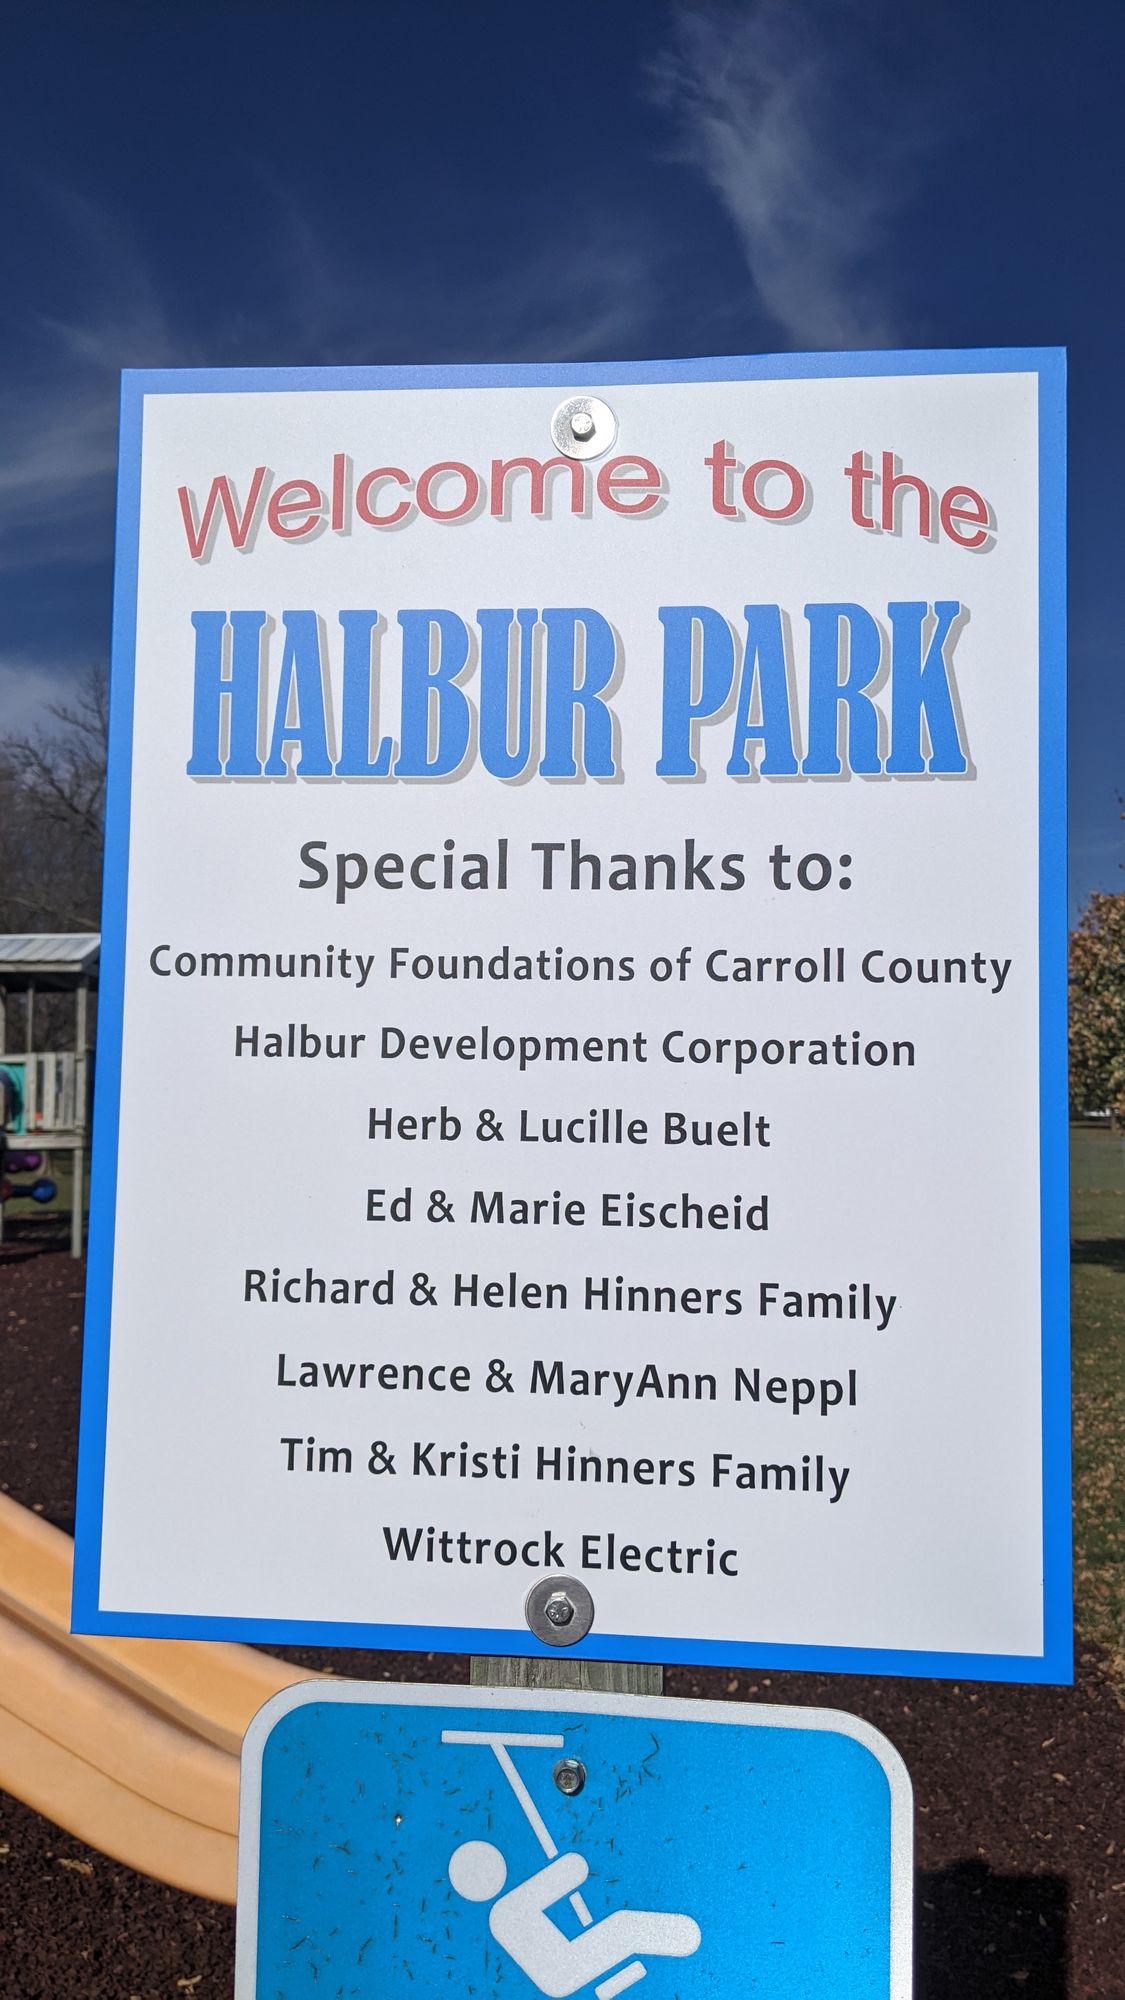 Welcome to the
HALBUR PARK
Special Thanks to:
Community Foundations of Carroll County
Halbur Development Corporation
Herb & Lucille Buelt
Ed & Marie Eischeid
Richard & Helen Hinners Family
Lawrence & MaryAnn Neppl
Tim & Kristi Hinners Family
Wittrock Electric